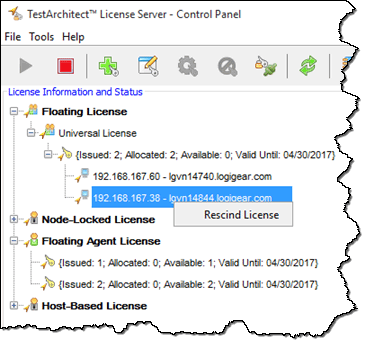 TestArchitect™ License Server - Control Panel
File Tools Help
License Information and Status
Floating License
Universal License
{Issued: 2; Allocated: 2; Available: 0; Valid Until: 04/30/2017}
192.168.167.60 - lgvn14740.logigear.com
192.168.167.38 - lgvn14844.logigear.com
Rescind License
Node-Locked License
Floating Agent License
{Issued: 1; Allocated: 0; Available: 1; Valid Until: 04/30/2017}
{Issued: 2; Allocated: 0; Available: 2; Valid Until: 04/30/2017}
Host-Based License